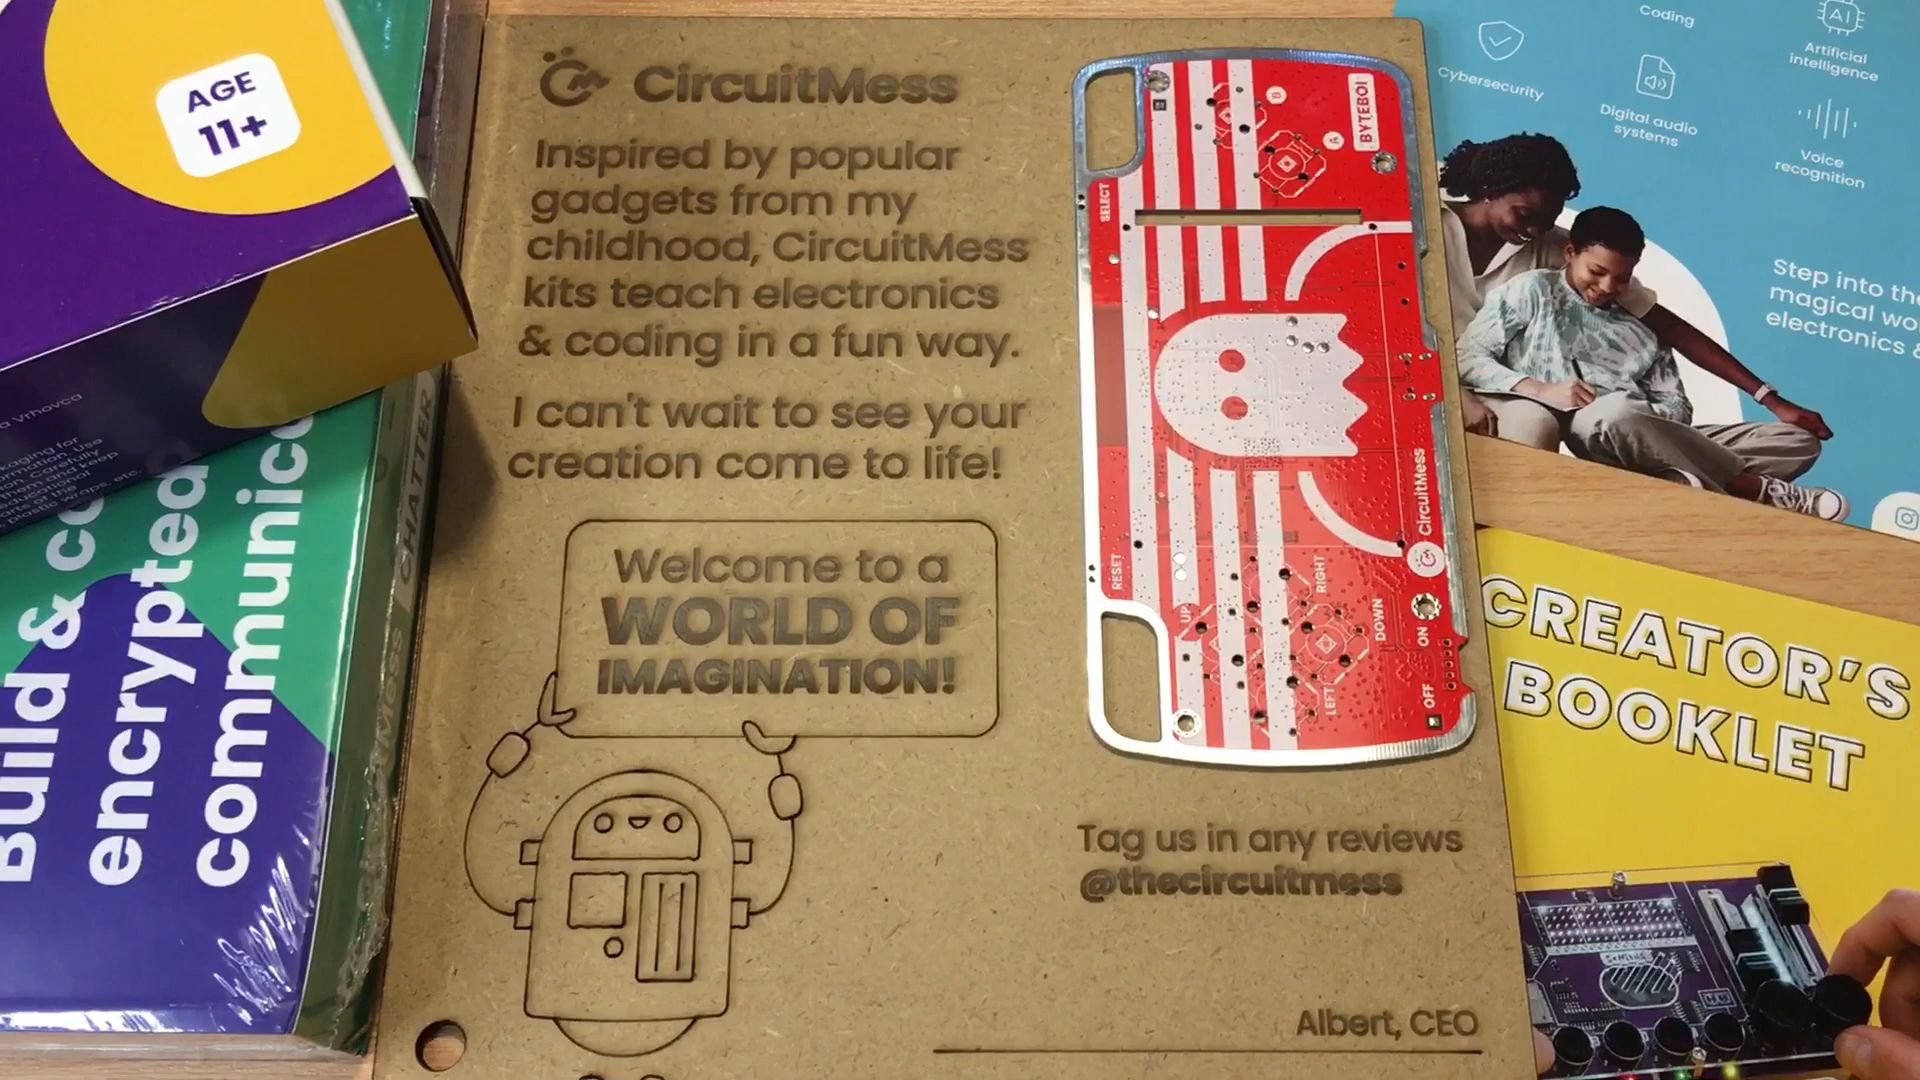 AGE
11+
a Vrhovca
Build & co
encrypted
communic
CHATTER
CircuitMess
Inspired by popular
gadgets from my
childhood, CircuitMess
kits teach electronics
& coding in a fun way.
I can't wait to see your
creation come to life!
Welcome to a
WORLD OF
IMAGINATION!
Tag us in any reviews
@thecircuitmess
Albert, CEO
BYTEBOI
B
A
SELECT
RESET
UP
RIGHT
DOWN
LEFT
ON
OFF
CircuitMess
Coding
AI
Artificial
intelligence
Cybersecurity
Digital audio
systems
Voice
recognition
Step into the
magical wo
electronics &
CREATOR'S
BOOKLET